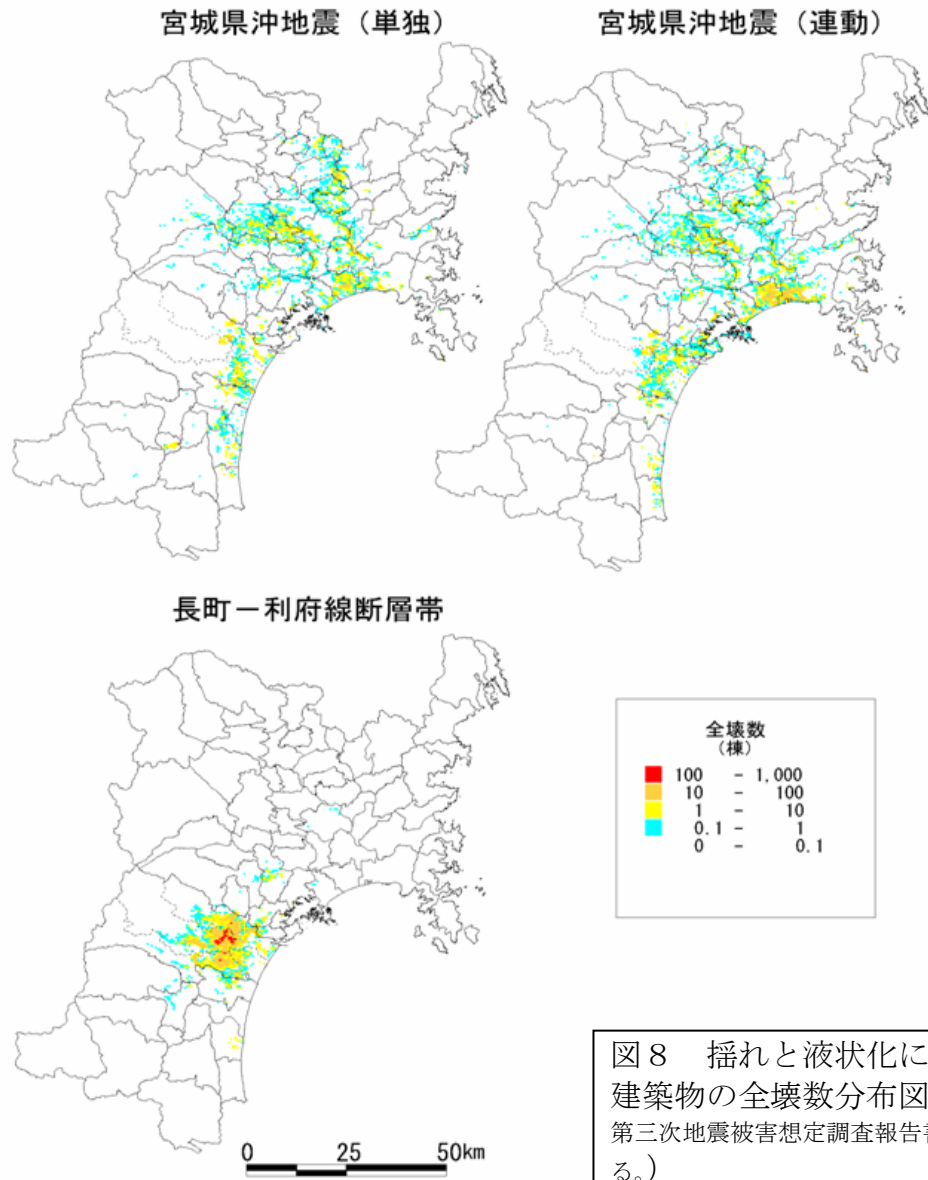 宮城県沖地震（単独）
宮城県沖地震（連動）
長町－利府線断層帯
全壊数
(棟)
100 - 1,000
10 - 100
1 - 10
0.1 - 1
0 - 0.1
0 25 50km
図８ 揺れと液状化に
建築物の全壊数分布図
第三次地震被害想定調査報告
る。)